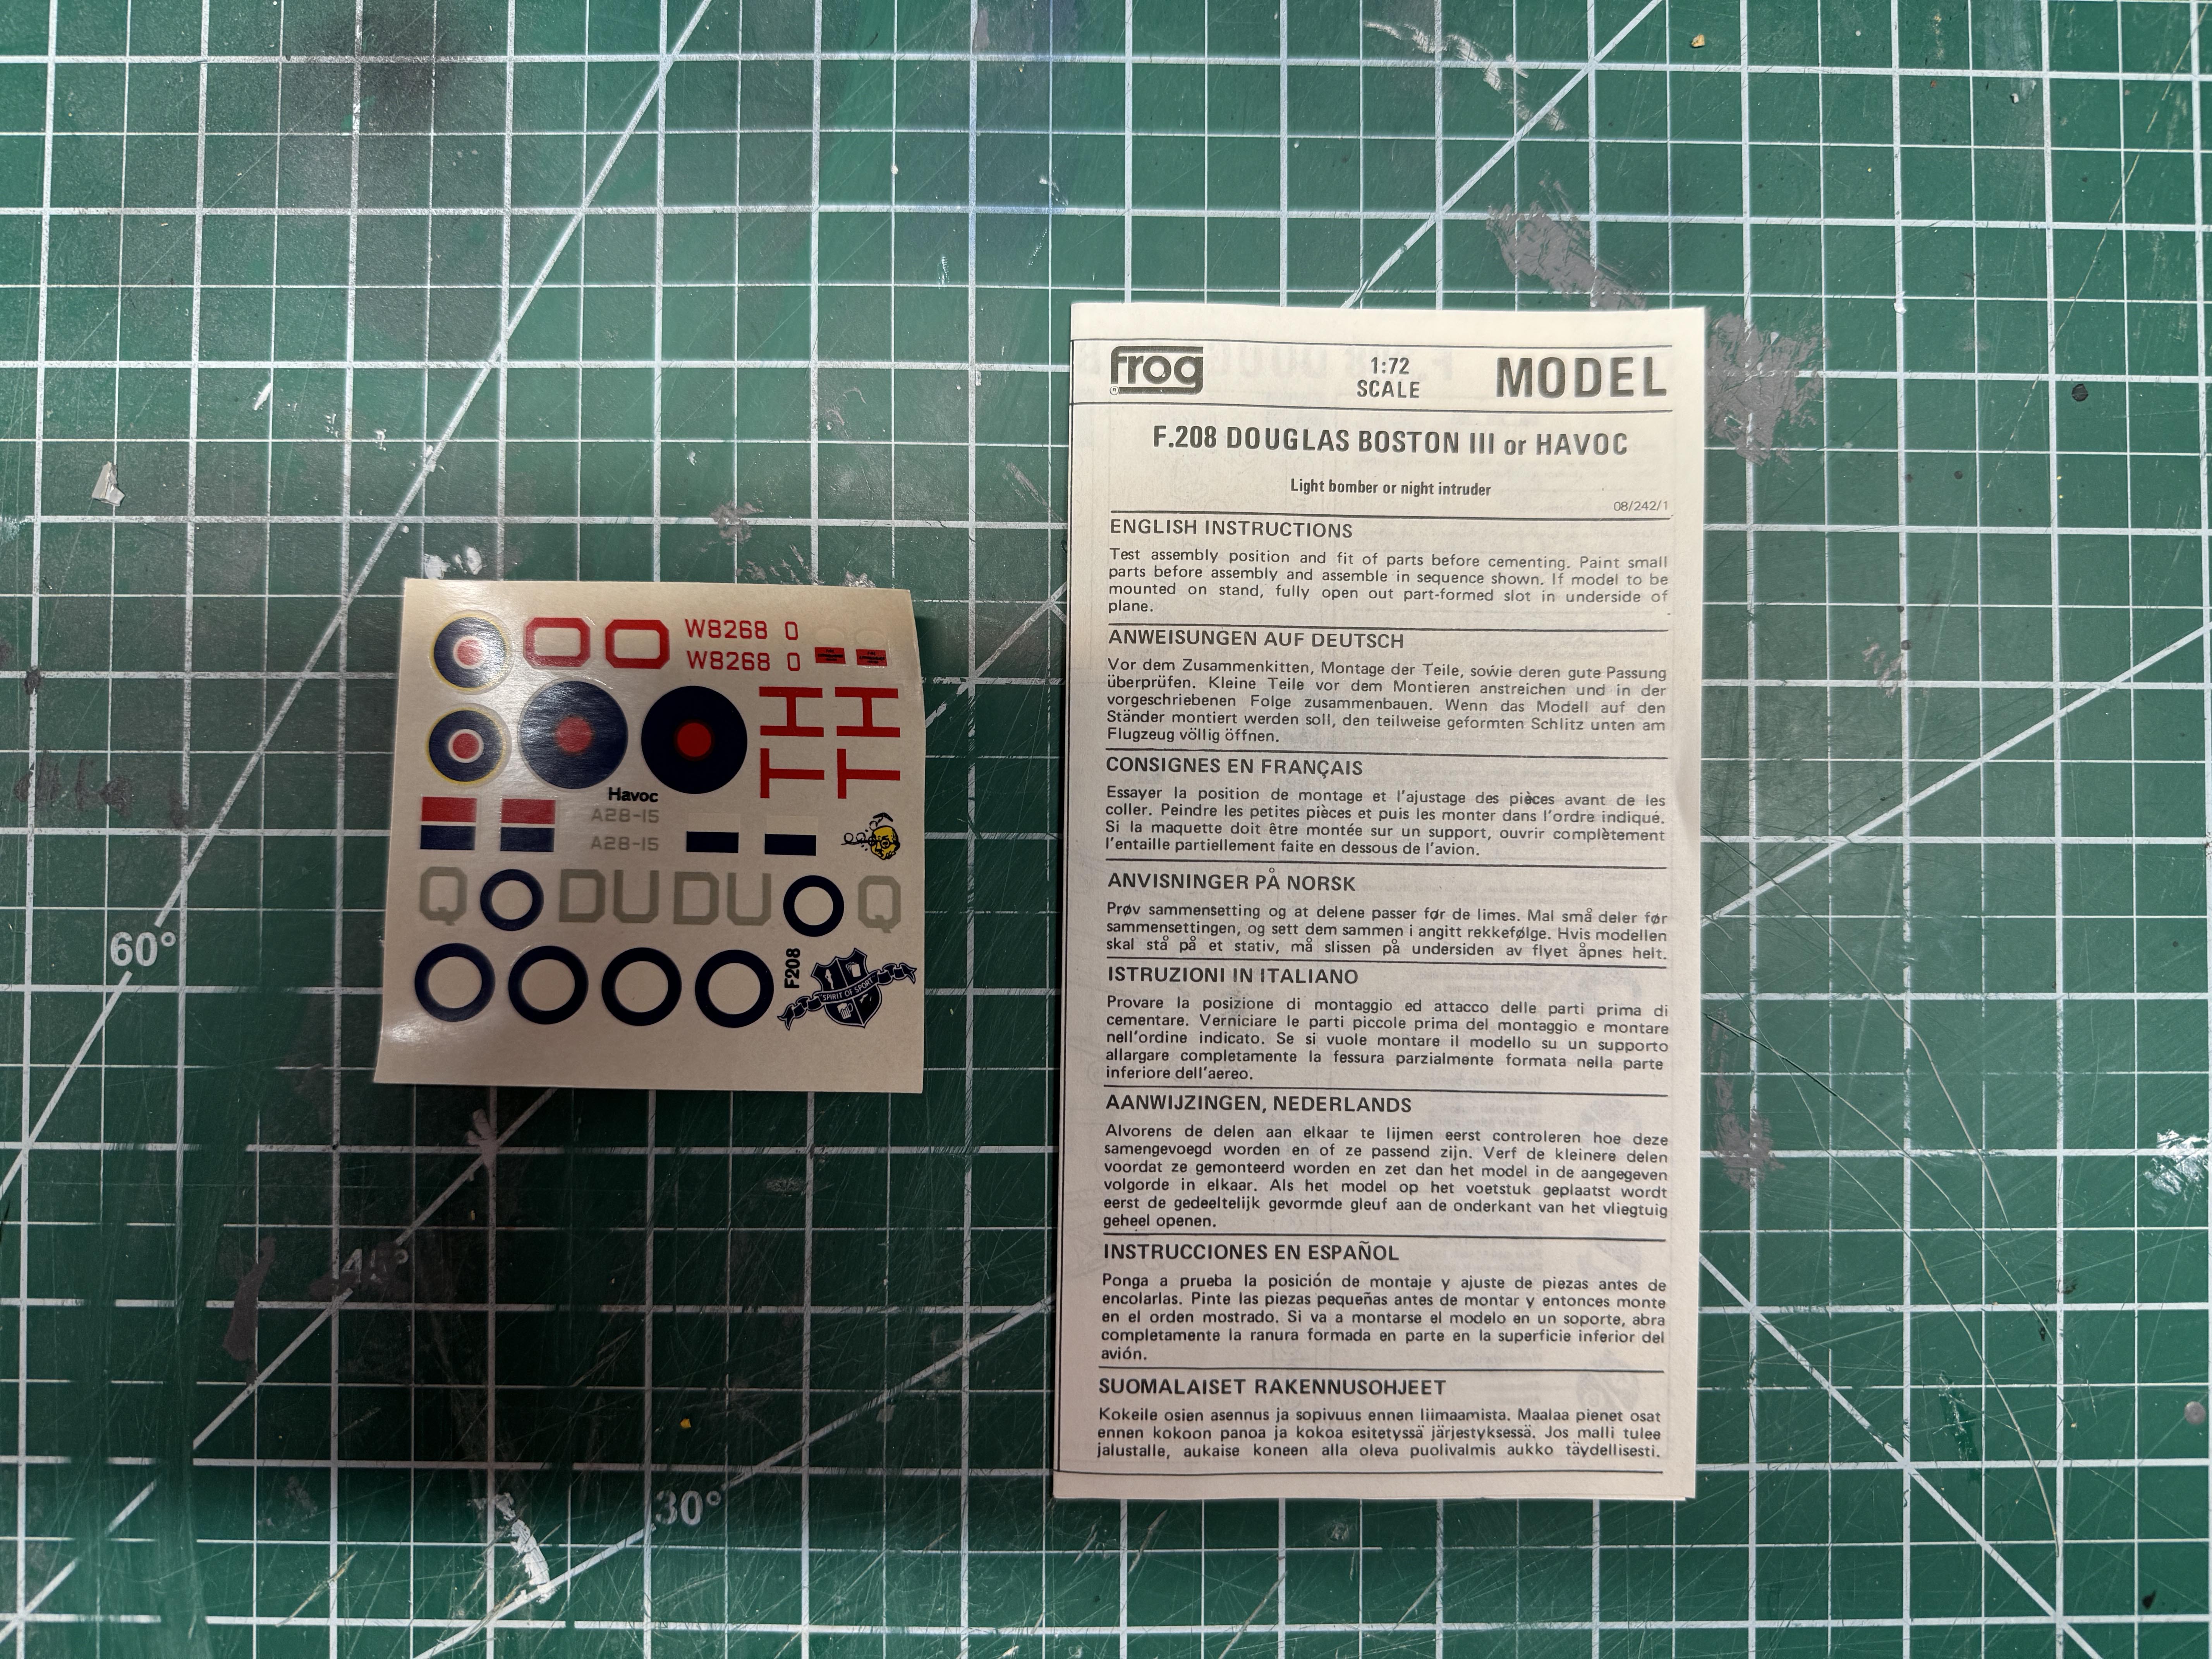 W8268 O
W8268 O
TH
TH
Havoc
A28-15
A28-15
Q
DU
DU
Q
F208
SPIRIT OF SPORT
60°
45°
30°
frog
1:72
SCALE
MODEL
F.208 DOUGLAS BOSTON III or HAVOC
Light bomber or night intruder
08/242/1
ENGLISH INSTRUCTIONS
Test assembly position and fit of parts before cementing. Paint small
parts before assembly and assemble in sequence shown. If model to be
mounted on stand, fully open out part-formed slot in underside of
plane.
ANWEISUNGEN AUF DEUTSCH
Vor dem Zusammenkitten, Montage der Teile, sowie deren gute Passung
überprüfen. Kleine Teile vor dem Montieren anstreichen und in der
vorgeschriebenen Folge zusammenbauen. Wenn das Modell auf den
Ständer montiert werden soll, den teilweise geformten Schlitz unten am
Flugzeug völlig öffnen.
CONSIGNES EN FRANÇAIS
Essayer la position de montage et l'ajustage des pièces avant de les
coller. Peindre les petites pièces et puis les monter dans l'ordre indiqué.
Si la maquette doit être montée sur un support, ouvrir complètement
l'entaille partiellement faite en dessous de l'avion.
ANVISNINGER PÅ NORSK
Prøv sammensetting og at delene passer før de limes. Mal små deler før
sammensettingen, og sett dem sammen i angitt rekkefølge. Hvis modellen
skal stå på et stativ, må slissen på undersiden av flyet åpnes helt.
ISTRUZIONI IN ITALIANO
Provare la posizione di montaggio ed attacco delle parti prima di
cementare. Verniciare le parti piccole prima del montaggio e montare
nell'ordine indicato. Se si vuole montare il modello su un supporto
allargare completamente la fessura parzialmente formata nella parte
inferiore dell'aereo.
AANWIJZINGEN, NEDERLANDS
Alvorens de delen aan elkaar te lijmen eerst controleren hoe deze
samengevoegd worden en of ze passend zijn. Verf de kleinere delen
voordat ze gemonteerd worden en zet dan het model in de aangegeven
volgorde in elkaar. Als het model op het voetstuk geplaatst wordt
eerst de gedeeltelijk gevormde gleuf aan de onderkant van het vliegtuig
geheel openen.
INSTRUCCIONES EN ESPAÑOL
Ponga a prueba la posición de montaje y ajuste de piezas antes de
encolarlas. Pinte las piezas pequeñas antes de montar y entonces monte
en el orden mostrado. Si va a montarse el modelo en un soporte, abra
completamente la ranura formada en parte en la superficie inferior del
avión.
SUOMALAISET RAKENNUSOHJEET
Kokeile osien asennus ja sopivuus ennen liimaamista. Maalaa pienet osat
ennen kokoon panoa ja kokoa esitetyssä järjestyksessä. Jos malli tulee
jalustalle, aukaise koneen alla oleva puolivalmis aukko täydellisesti.